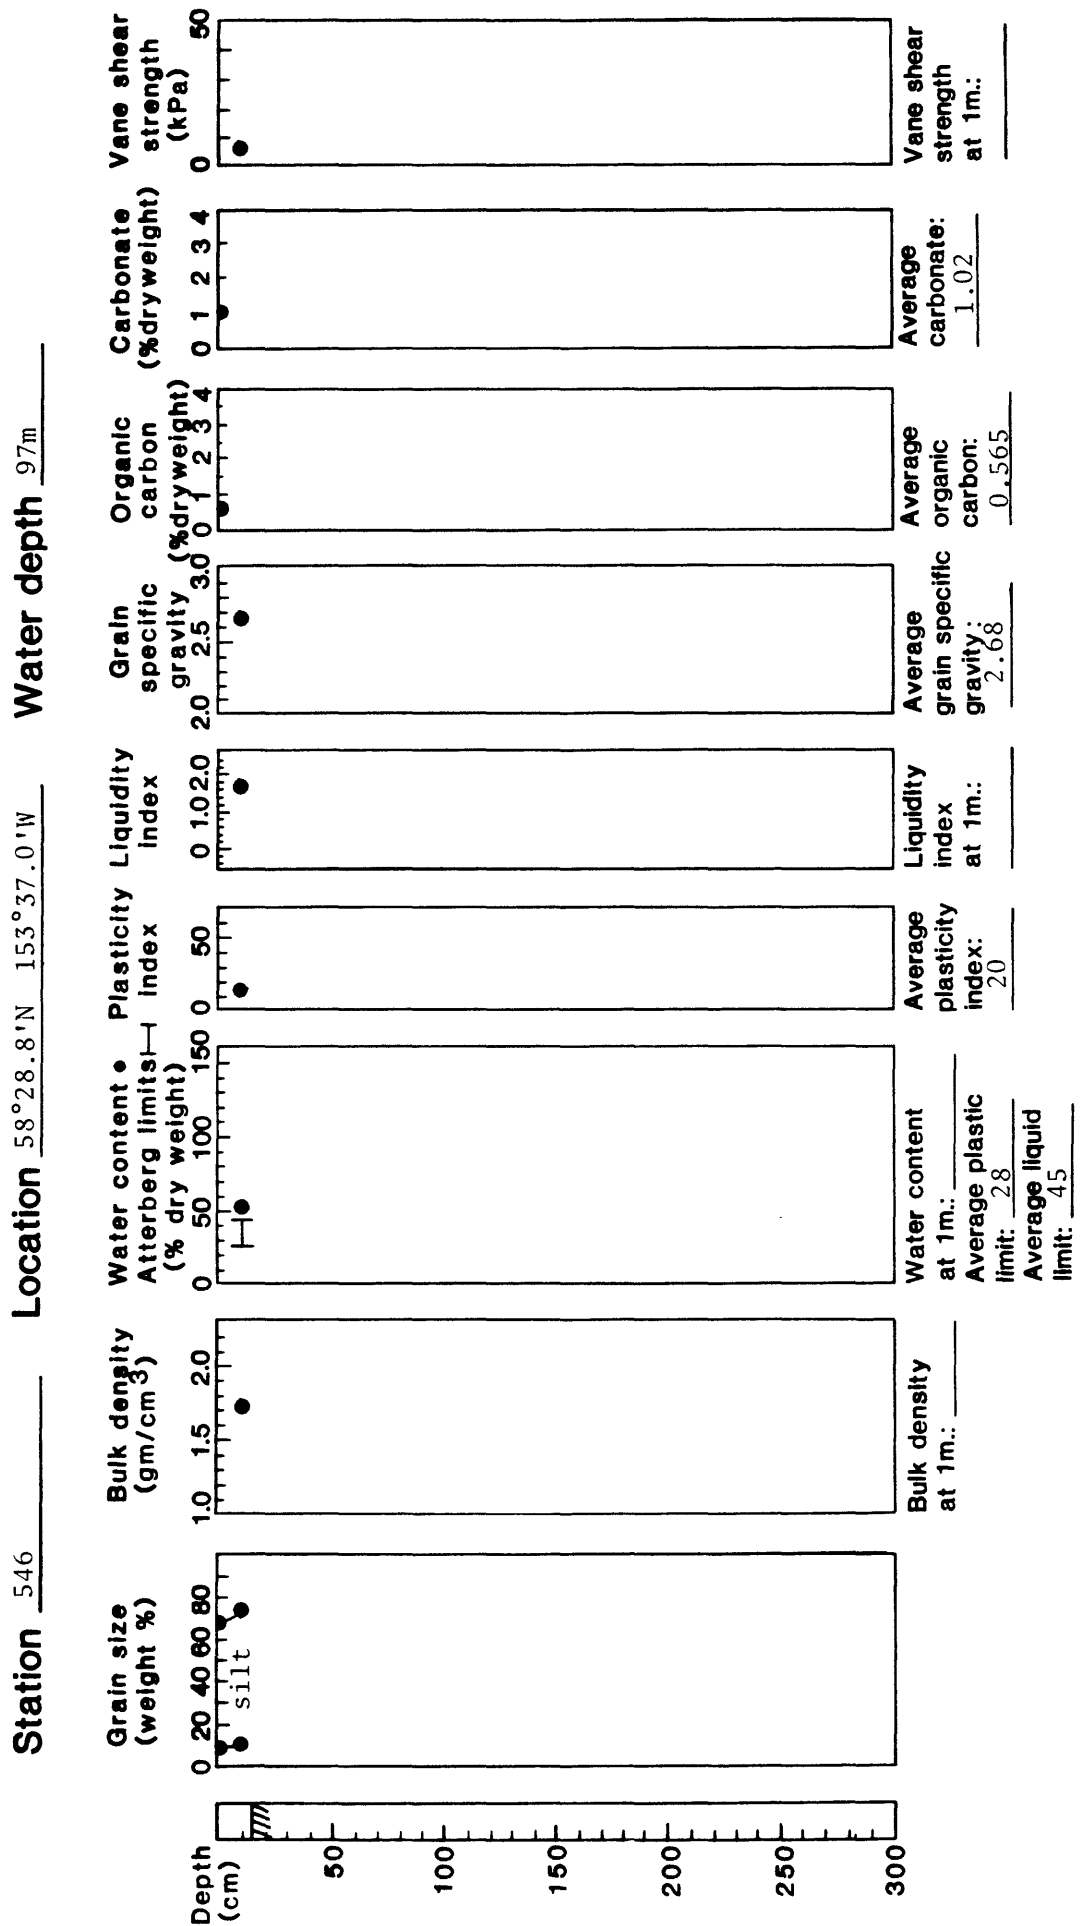 Station 546 Location 58°28.8'N 153°37.0'W Water depth 97m
Depth
(cm)
50
100
150
200
250
300
Grain size
(weight %)
0 20 40 60 80
silt
Bulk density
(gm/cm³)
1.0 1.5 2.0
Bulk density
at 1m.:
Water content ●
Atterberg limits
(% dry weight)
0 50 100 150
Water content
at 1m.:
Average plastic
limit: 28
Average liquid
limit: 45
Plasticity
index
0 50
Average
plasticity
index:
20
Liquidity
index
0 1.0 2.0
Liquidity
index
at 1m.:
Grain
specific
gravity
2.0 2.5 3.0
Average
grain specific
gravity:
2.68
Organic
carbon
(%dryweight)
0 1 2 3 4
Average
organic
carbon:
0.565
Carbonate
(%dryweight)
0 1 2 3 4
Average
carbonate:
1.02
Vane shear
strength
(kPa)
0 50
Vane shear
strength
at 1m.: